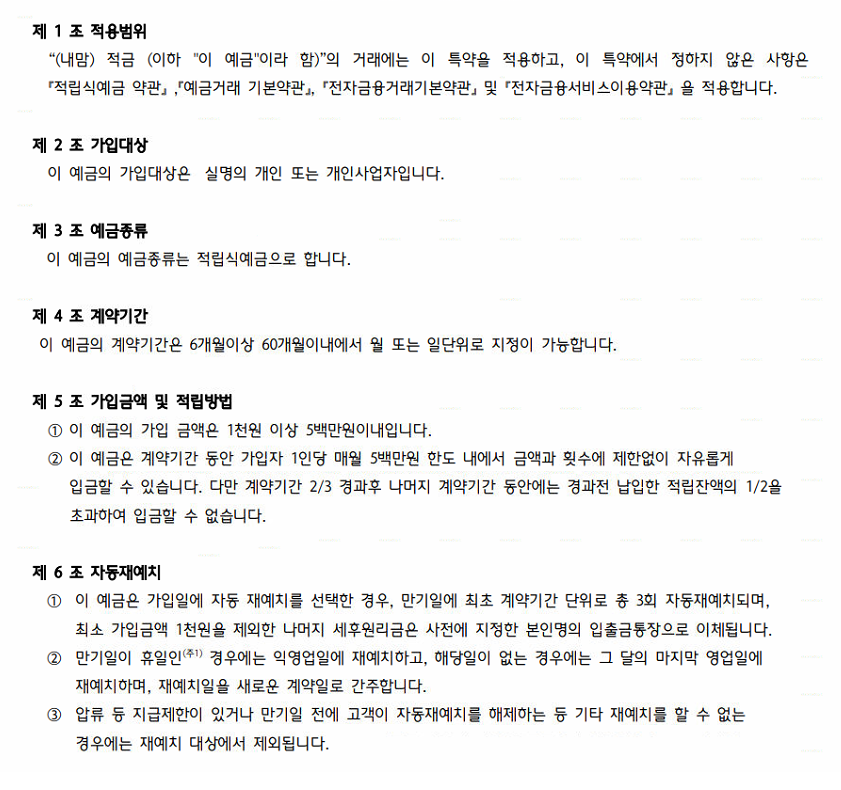 제 1 조 적용범위
“(내맘) 적금 (이하 "이 예금"이라 함)”의 거래에는 이 특약을 적용하고, 이 특약에서 정하지 않은 사항은
『적립식예금 약관』,『예금거래 기본약관』, 『전자금융거래기본약관』 및 『전자금융서비스이용약관』 을 적용합니다.
제 2 조 가입대상
이 예금의 가입대상은 실명의 개인 또는 개인사업자입니다.
제 3 조 예금종류
이 예금의 예금종류는 적립식예금으로 합니다.
제 4 조 계약기간
이 예금의 계약기간은 6개월이상 60개월이내에서 월 또는 일단위로 지정이 가능합니다.
제 5 조 가입금액 및 적립방법
① 이 예금의 가입 금액은 1천원 이상 5백만원이내입니다.
② 이 예금은 계약기간 동안 가입자 1인당 매월 5백만원 한도 내에서 금액과 횟수에 제한없이 자유롭게
입금할 수 있습니다. 다만 계약기간 2/3 경과후 나머지 계약기간 동안에는 경과전 납입한 적립잔액의 1/2을
초과하여 입금할 수 없습니다.
제 6 조 자동재예치
① 이 예금은 가입일에 자동 재예치를 선택한 경우, 만기일에 최초 계약기간 단위로 총 3회 자동재예치되며,
최소 가입금액 1천원을 제외한 나머지 세후원리금은 사전에 지정한 본인명의 입출금통장으로 이체됩니다.
② 만기일이 휴일인(주1) 경우에는 익영업일에 재예치하고, 해당일이 없는 경우에는 그 달의 마지막 영업일에
재예치하며, 재예치일을 새로운 계약일로 간주합니다.
③ 압류 등 지급제한이 있거나 만기일 전에 고객이 자동재예치를 해제하는 등 기타 재예치를 할 수 없는
경우에는 재예치 대상에서 제외됩니다.